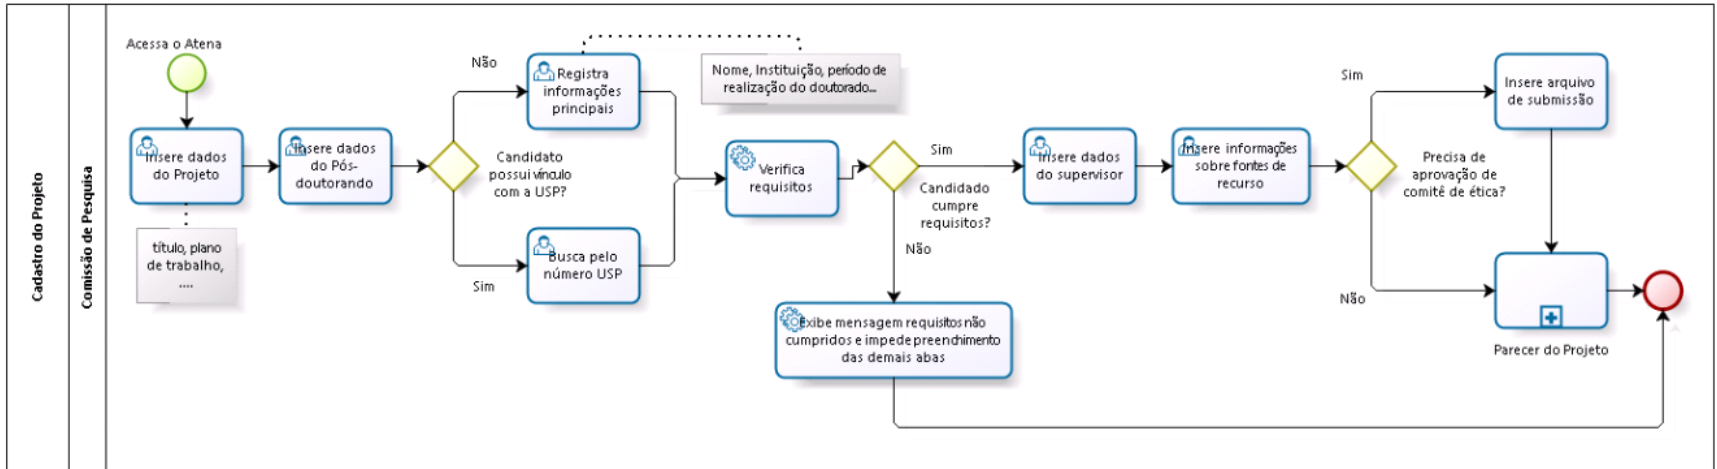 Cadastro do Projeto
Comissão de Pesquisa
Acessa o Atena
Insere dados
do Projeto
título, plano
de trabalho,
....
Insere dados
do Pós-
doutorando
Candidato
possui vínculo
com a USP?
Não
Sim
Registra
informações
principais
Nome, Instituição, período de
realização do doutorado...
Busca pelo
número USP
Verifica
requisitos
Sim
Candidado
cumpre
requisitos?
Não
Exibe mensagem requisitos não
cumpridos e impede preenchimento
das demais abas
Insere dados
do supervisor
Insere informações
sobre fontes de
recurso
Sim
Precisa de
aprovação de
comitê de ética?
Não
Insere arquivo
de submissão
Parecer do Projeto